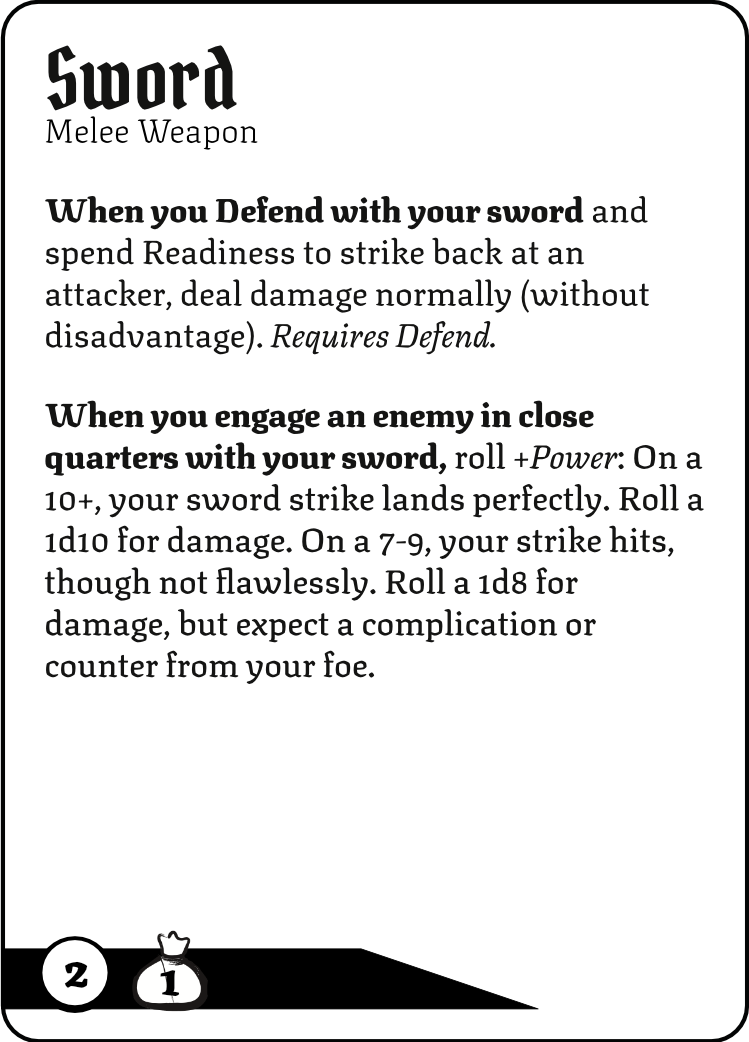 Sword
Melee Weapon
When you Defend with your sword and
spend Readiness to strike back at an
attacker, deal damage normally (without
disadvantage). Requires Defend.
When you engage an enemy in close
quarters with your sword, roll +Power: On a
10+, your sword strike lands perfectly. Roll a
1d10 for damage. On a 7-9, your strike hits,
though not flawlessly. Roll a 1d8 for
damage, but expect a complication or
counter from your foe.
2 1